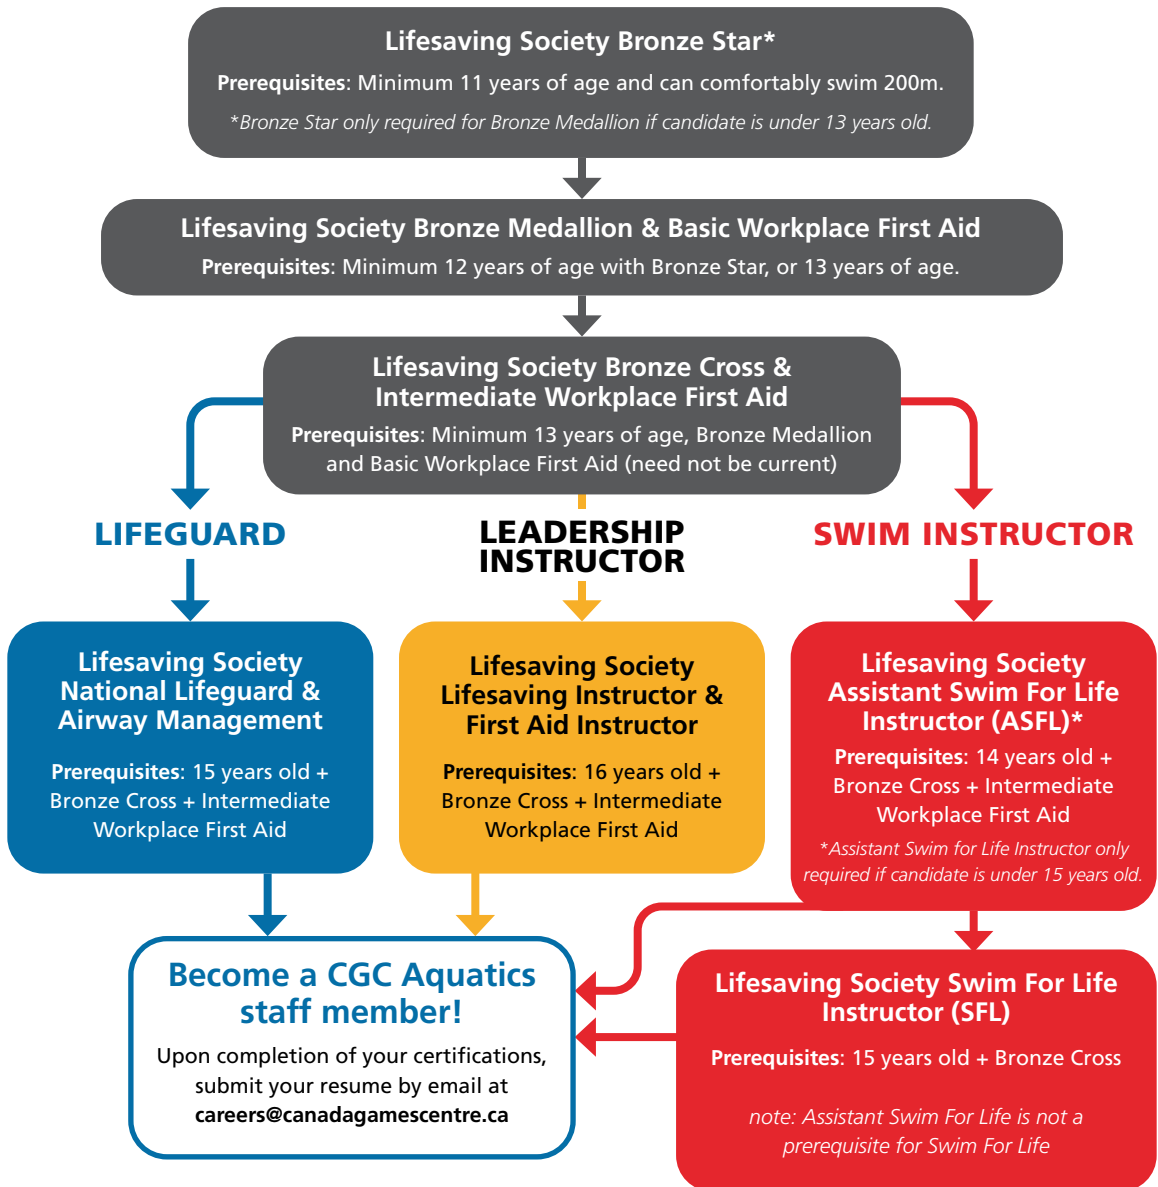 Lifesaving Society Bronze Star*
Prerequisites: Minimum 11 years of age and can comfortably swim 200m.
*Bronze Star only required for Bronze Medallion if candidate is under 13 years old.
Lifesaving Society Bronze Medallion & Basic Workplace First Aid
Prerequisites: Minimum 12 years of age with Bronze Star, or 13 years of age.
Lifesaving Society Bronze Cross &
Intermediate Workplace First Aid
Prerequisites: Minimum 13 years of age, Bronze Medallion
and Basic Workplace First Aid (need not be current)
LIFEGUARD
LEADERSHIP
INSTRUCTOR
SWIM INSTRUCTOR
Lifesaving Society
National Lifeguard &
Airway Management
Prerequisites: 15 years old +
Bronze Cross + Intermediate
Workplace First Aid
Lifesaving Society
Lifesaving Instructor &
First Aid Instructor
Prerequisites: 16 years old +
Bronze Cross + Intermediate
Workplace First Aid
Lifesaving Society
Assistant Swim For Life
Instructor (ASFL)*
Prerequisites: 14 years old +
Bronze Cross + Intermediate
Workplace First Aid
*Assistant Swim for Life Instructor only
required if candidate is under 15 years old.
Become a CGC Aquatics
staff member!
Upon completion of your certifications,
submit your resume by email at
careers@canadagamescentre.ca
Lifesaving Society Swim For Life
Instructor (SFL)
Prerequisites: 15 years old + Bronze Cross
note: Assistant Swim For Life is not a
prerequisite for Swim For Life